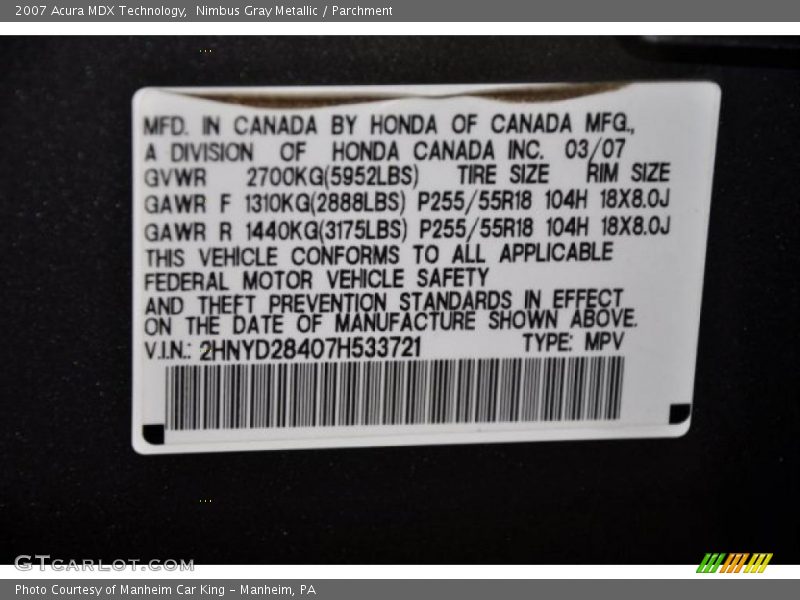 2007 Acura MDX Technology, Nimbus Gray Metallic / Parchment
MFD. IN CANADA BY HONDA OF CANADA MFG.,
A DIVISION OF HONDA CANADA INC. 03/07
GVWR 2700KG(5952LBS) TIRE SIZE RIM SIZE
GAWR F 1310KG(2888LBS) P255/55R18 104H 18X8.0J
GAWR R 1440KG(3175LBS) P255/55R18 104H 18X8.0J
THIS VEHICLE CONFORMS TO ALL APPLICABLE
FEDERAL MOTOR VEHICLE SAFETY
AND THEFT PREVENTION STANDARDS IN EFFECT
ON THE DATE OF MANUFACTURE SHOWN ABOVE.
V.I.N.: 2HNYD28407H533721 TYPE: MPV
GTCARLOT.COM
Photo Courtesy of Manheim Car King - Manheim, PA